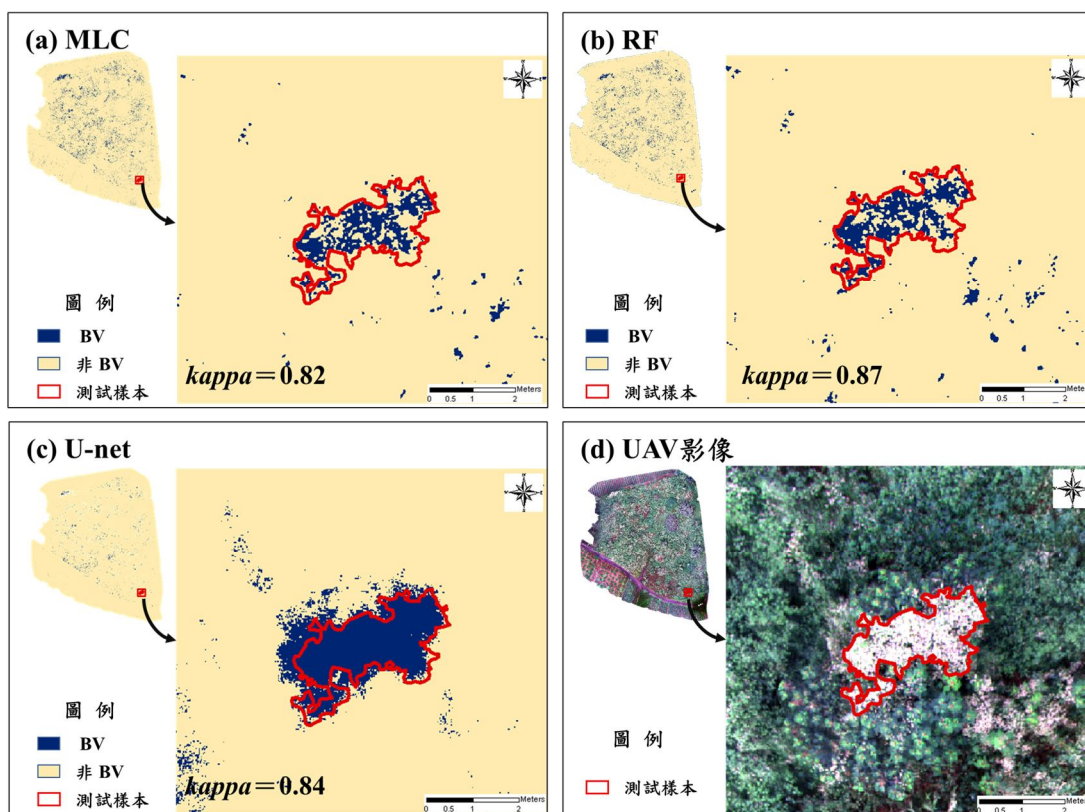 (a) MLC
圖 例
BV
非 BV
測試樣本
kappa＝0.82
Meters
0 0.5 1 2
(b) RF
圖 例
BV
非 BV
測試樣本
kappa＝0.87
Meters
0 0.5 1 2
(c) U-net
圖 例
BV
非 BV
測試樣本
kappa＝0.84
Meters
0 0.5 1 2
(d) UAV影像
圖 例
測試樣本
Meters
0 0.5 1 2